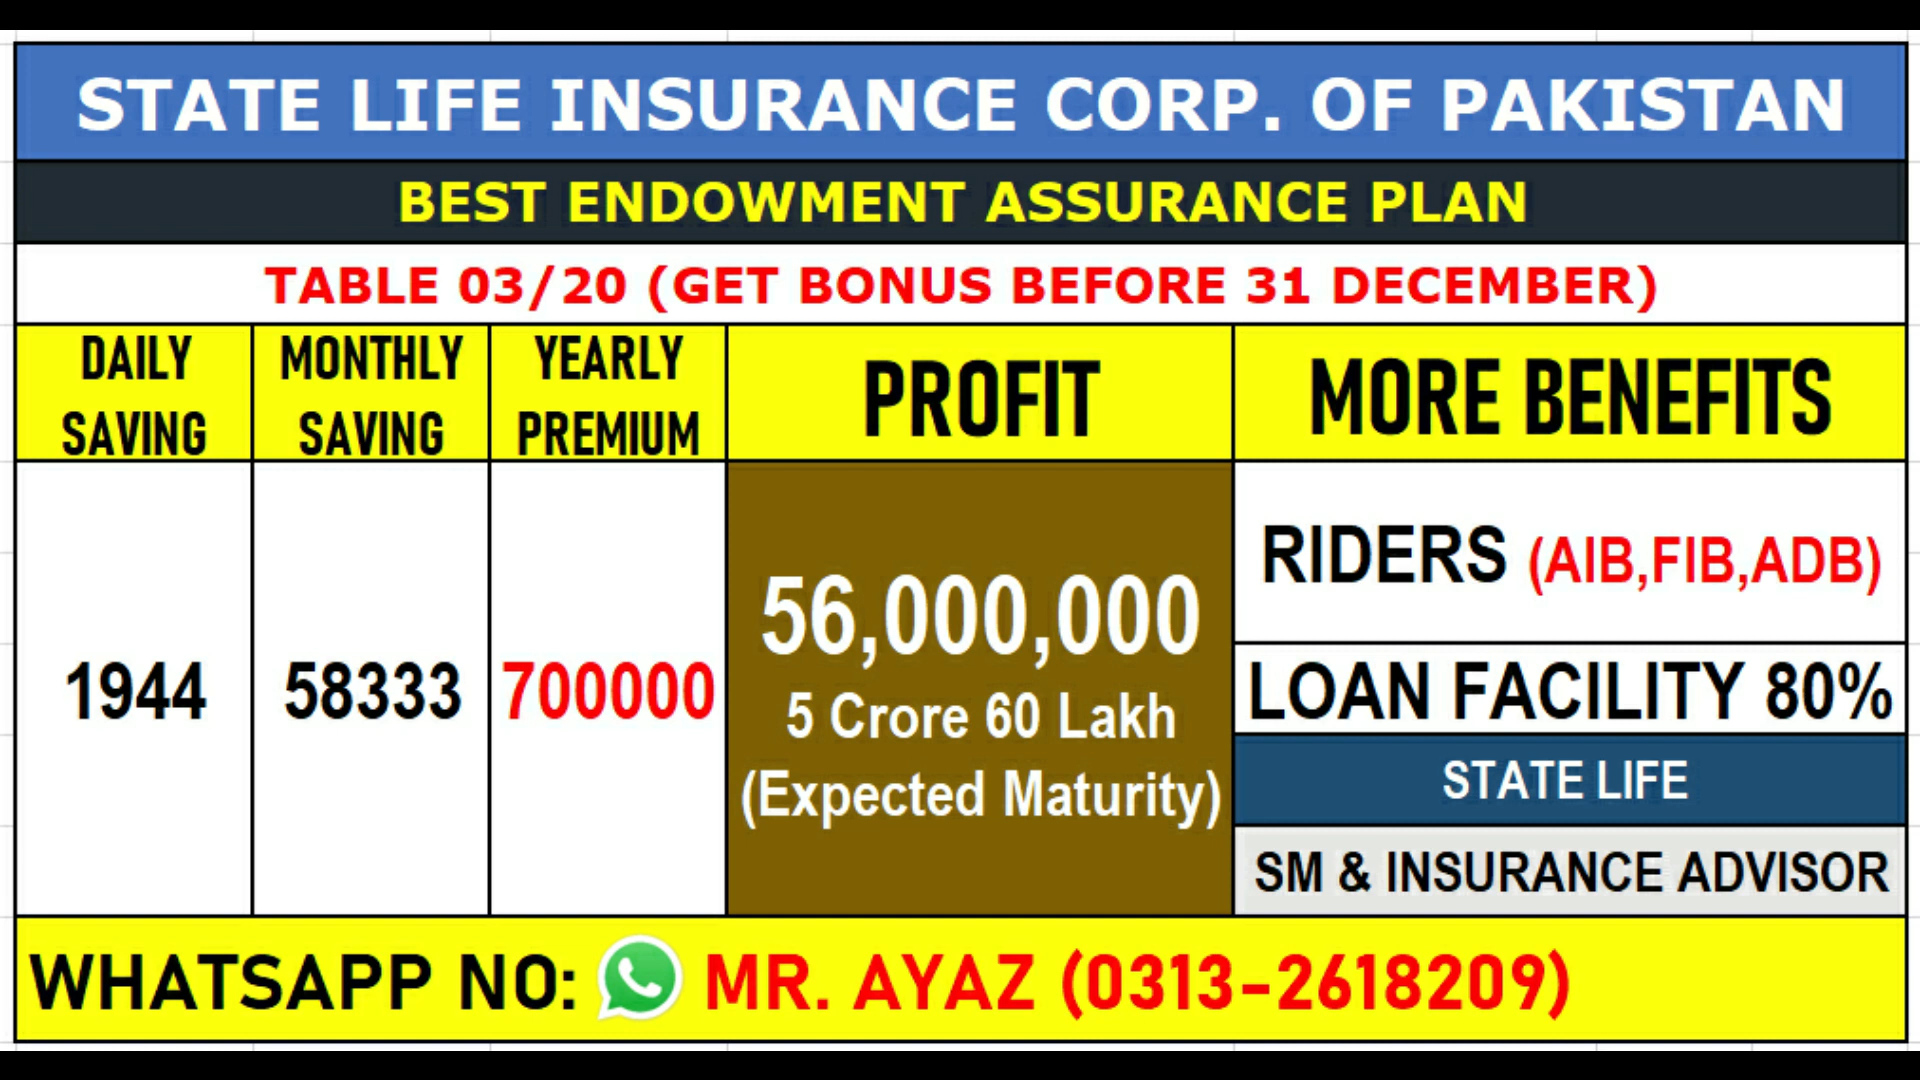 STATE LIFE INSURANCE CORP. OF PAKISTAN
BEST ENDOWMENT ASSURANCE PLAN
TABLE 03/20 (GET BONUS BEFORE 31 DECEMBER)
DAILY
SAVING
MONTHLY
SAVING
YEARLY
PREMIUM
PROFIT
MORE BENEFITS
1944
58333
700000
56,000,000
5 Crore 60 Lakh
(Expected Maturity)
RIDERS (AIB,FIB,ADB)
LOAN FACILITY 80%
STATE LIFE
SM & INSURANCE ADVISOR
WHATSAPP NO: MR. AYAZ (0313-2618209)